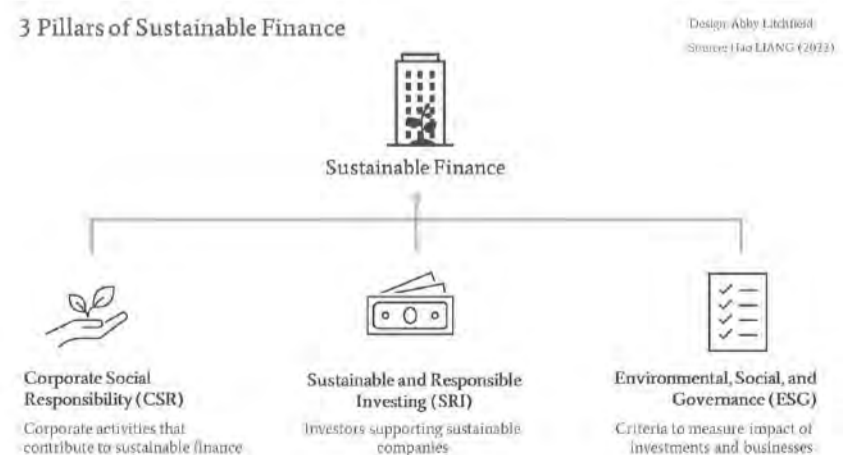 3 Pillars of Sustainable Finance
Design: Abby Litchfield
Source: Hao LIANG (2022)
Sustainable Finance
Corporate Social
Responsibility (CSR)
Corporate activities that
contribute to sustainable finance
Sustainable and Responsible
Investing (SRI)
Investors supporting sustainable
companies
Environmental, Social, and
Governance (ESG)
Criteria to measure impact of
investments and businesses